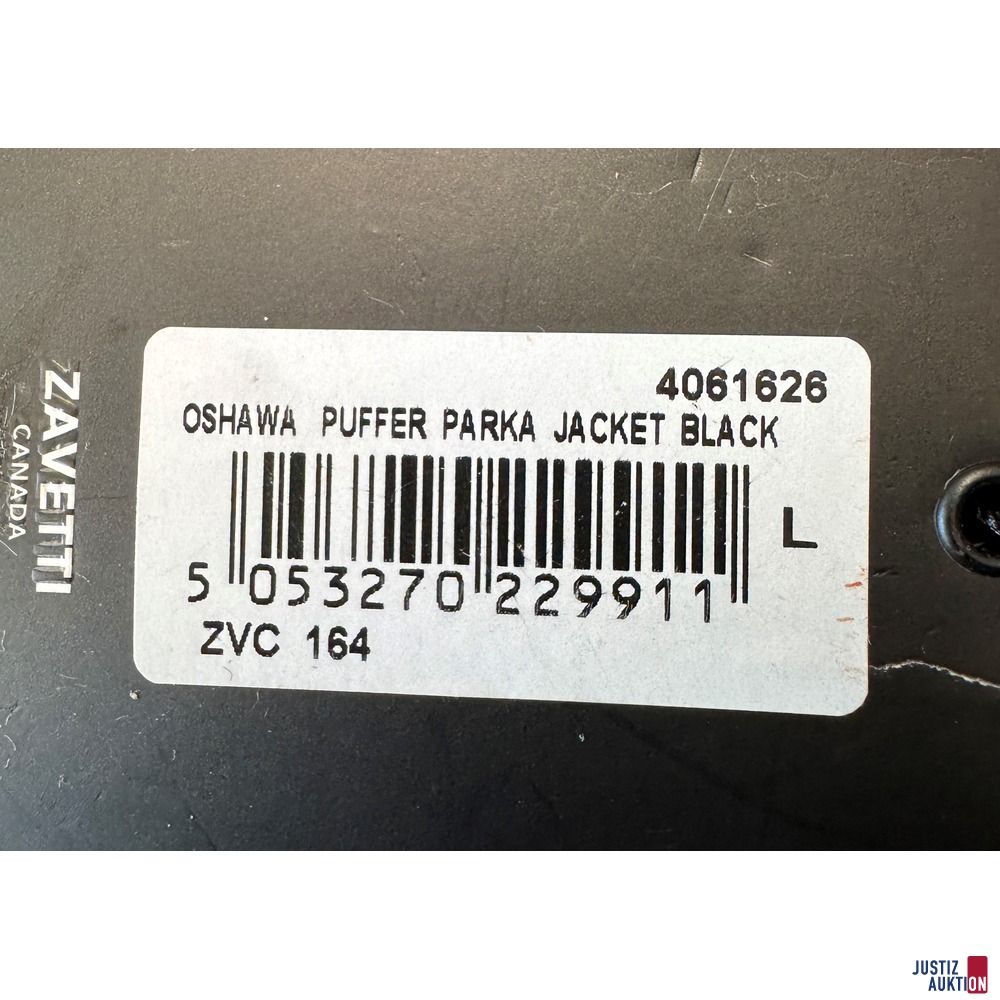 ZAVETTI
CANADA
4061626
OSHAWA PUFFER PARKA JACKET BLACK
L
5 053270 229911
ZVC 164
JUSTIZ
AUKTION